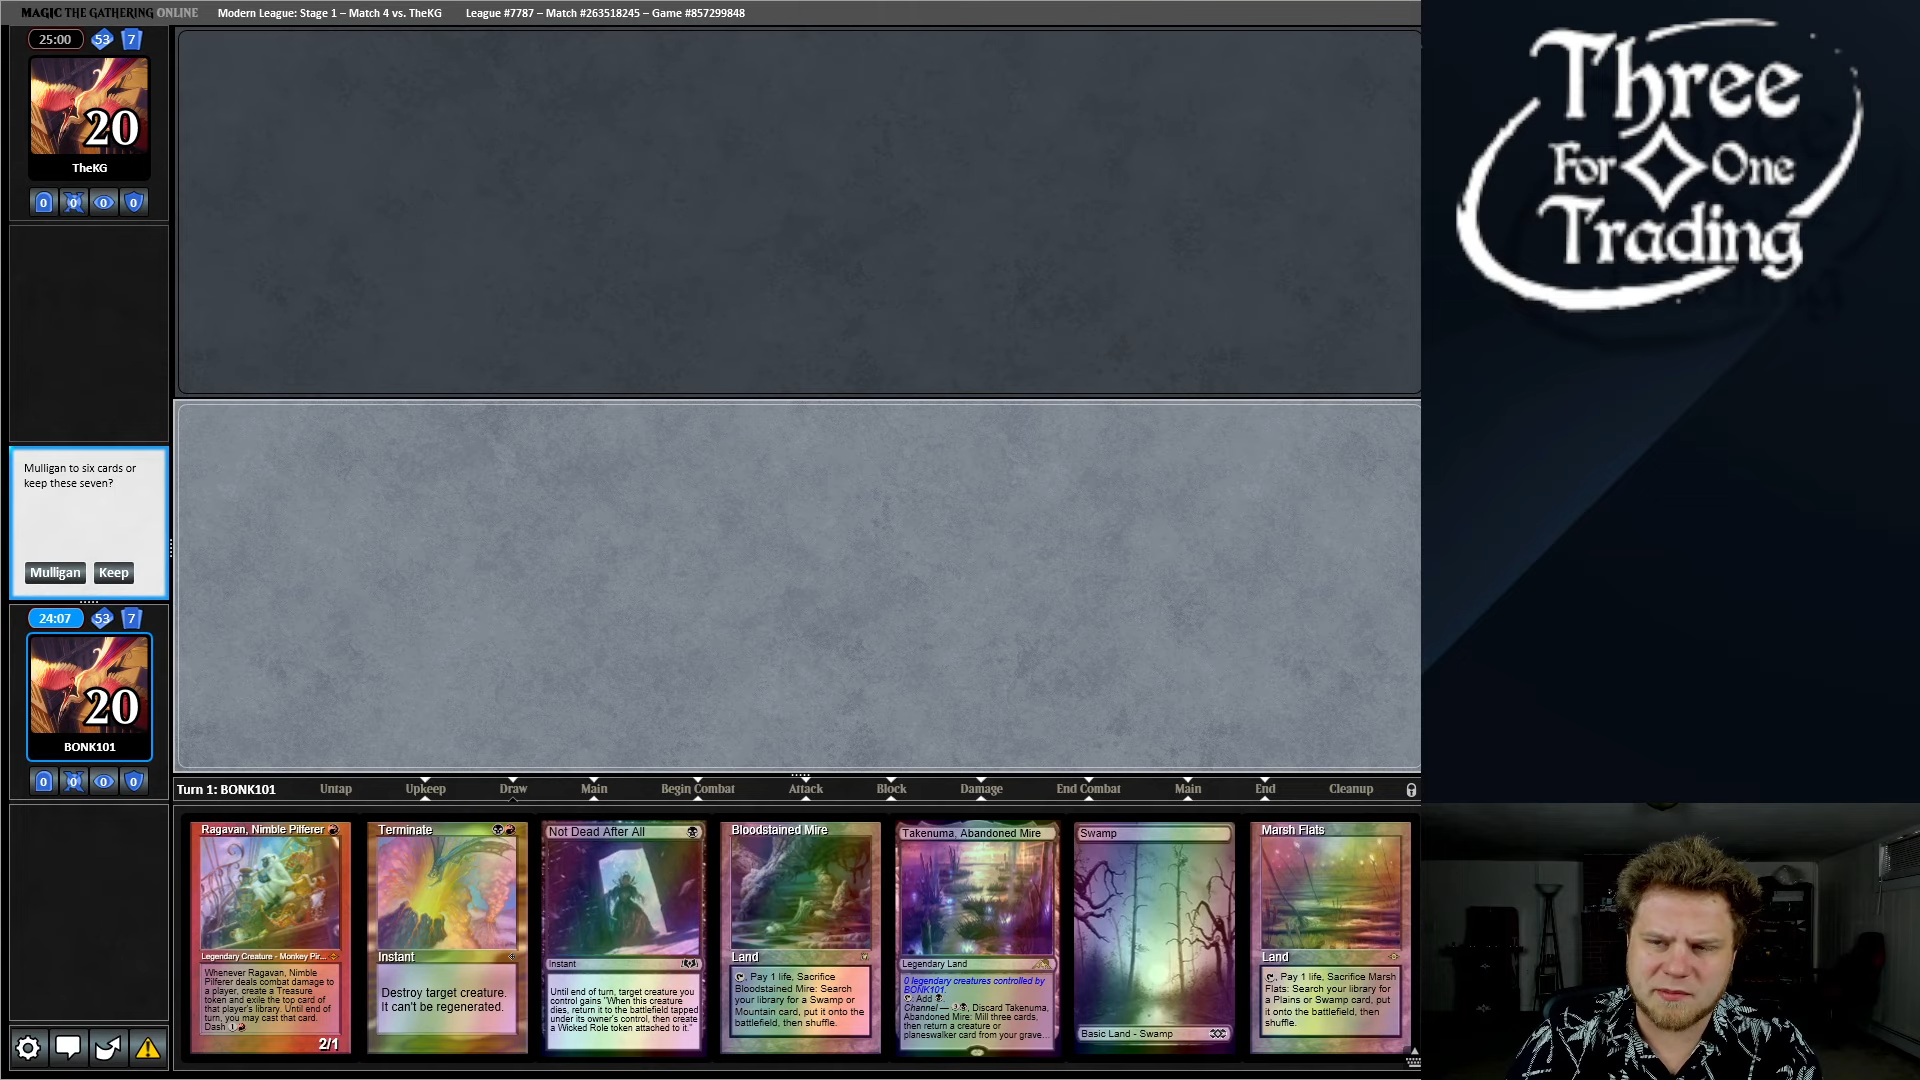 MAGIC THE GATHERING ONLINE
Modern League: Stage 1 – Match 4 vs. TheKG
League #7787 – Match #263518245 – Game #857299848
25:00
53
7
20
TheKG
0
0
0
0
Mulligan to six cards or
keep these seven?
Mulligan
Keep
24:07
53
7
20
BONK101
0
0
0
0
Turn 1: BONK101
Untap
Upkeep
Draw
Main
Begin Combat
Attack
Block
Damage
End Combat
Main
End
Cleanup
Ragavan, Nimble Pilferer
Legendary Creature - Monkey Pir...
Whenever Ragavan, Nimble
Pilferer deals combat damage to
a player, create a Treasure
token and exile the top card of
that player's library. Until end of
turn, you may cast that card.
Dash 1
2/1
Terminate
Instant
Destroy target creature.
It can't be regenerated.
Not Dead After All
Instant
Until end of turn, target creature you
control gains "When this creature
dies, return it to the battlefield tapped
under its owner's control, then create
a Wicked Role token attached to it."
Bloodstained Mire
Land
, Pay 1 life, Sacrifice
Bloodstained Mire: Search
your library for a Swamp or
Mountain card, put it onto the
battlefield, then shuffle.
Takenuma, Abandoned Mire
Legendary Land
0 legendary creatures controlled by
BONK101.
: Add .
Channel — 3, Discard Takenuma,
Abandoned Mire: Mill three cards,
then return a creature or
planeswalker card from your grave...
Swamp
Basic Land - Swamp
Marsh Flats
Land
, Pay 1 life, Sacrifice Marsh
Flats: Search your library for
a Plains or Swamp card, put
it onto the battlefield, then
shuffle.
Three
For One
Trading